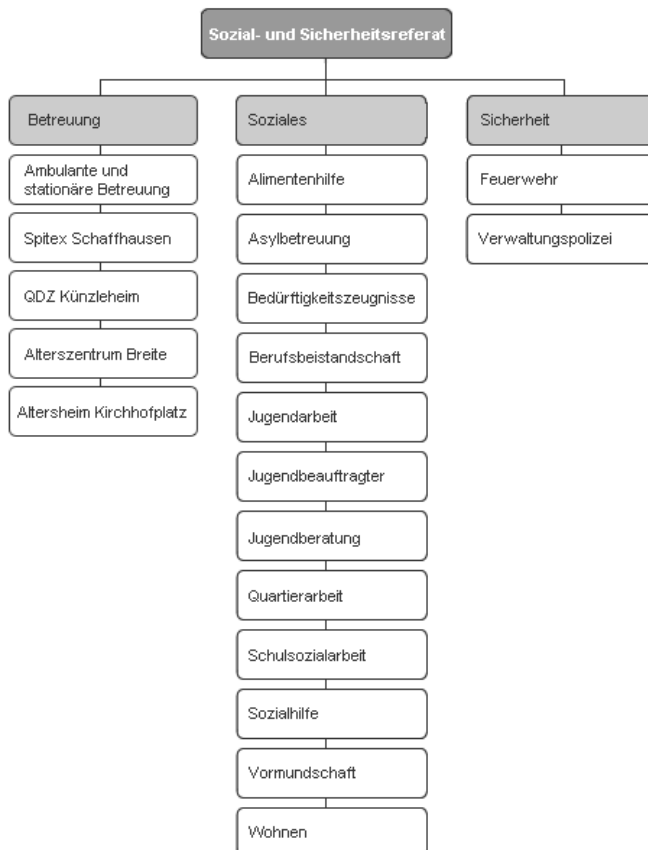 Sozial- und Sicherheitsreferat
Betreuung
Ambulante und
stationäre Betreuung
Spitex Schaffhausen
QDZ Künzleheim
Alterszentrum Breite
Altersheim Kirchhofplatz
Soziales
Alimentenhilfe
Asylbetreuung
Bedürftigkeitszeugnisse
Berufsbeistandschaft
Jugendarbeit
Jugendbeauftragter
Jugendberatung
Quartierarbeit
Schulsozialarbeit
Sozialhilfe
Vormundschaft
Wohnen
Sicherheit
Feuerwehr
Verwaltungspolizei